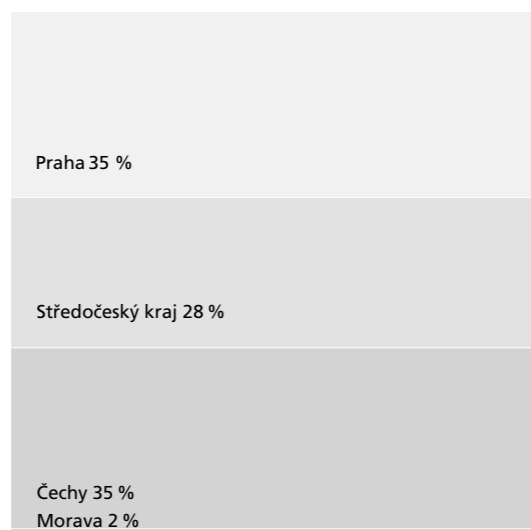 Praha 35 %
Středočeský kraj 28 %
Čechy 35 %
Morava 2 %